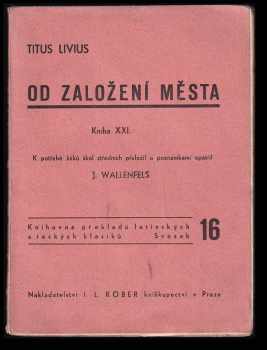 TITUS LIVIUS
OD ZALOŽENÍ MĚSTA
Kniha XXI.
K potřebě žáků škol středních přeložil a poznámkami opatřil
J. WALLENFELS
Knihovna překladů latinských
a řeckých klasiků Svazek 16
Nakladatelství I. L. KOBER knihkupectví v Praze